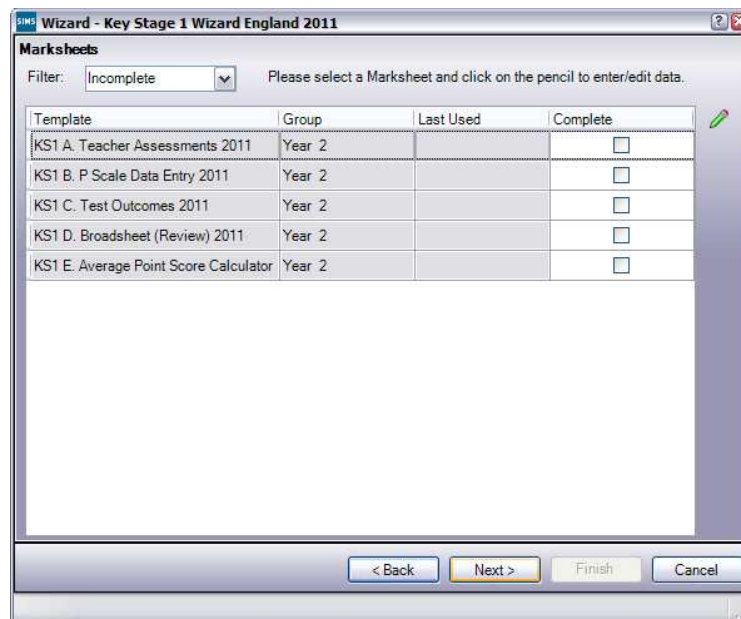 SIMS Wizard - Key Stage 1 Wizard England 2011 ?
Marksheets
Filter: Incomplete Please select a Marksheet and click on the pencil to enter/edit data.
Template Group Last Used Complete
KS1 A. Teacher Assessments 2011 Year 2
KS1 B. P Scale Data Entry 2011 Year 2
KS1 C. Test Outcomes 2011 Year 2
KS1 D. Broadsheet (Review) 2011 Year 2
KS1 E. Average Point Score Calculator Year 2
< Back Next > Finish Cancel